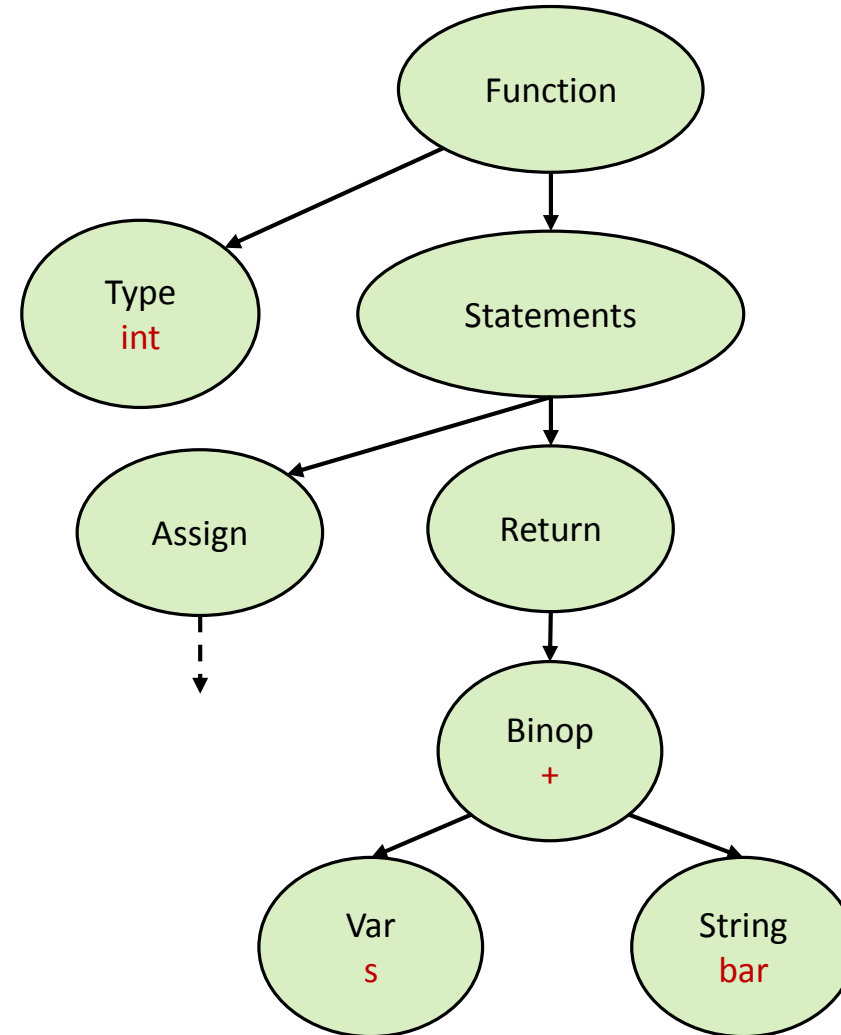 Function
Type
int
Statements
Assign
Return
Binop
+
Var
s
String
bar